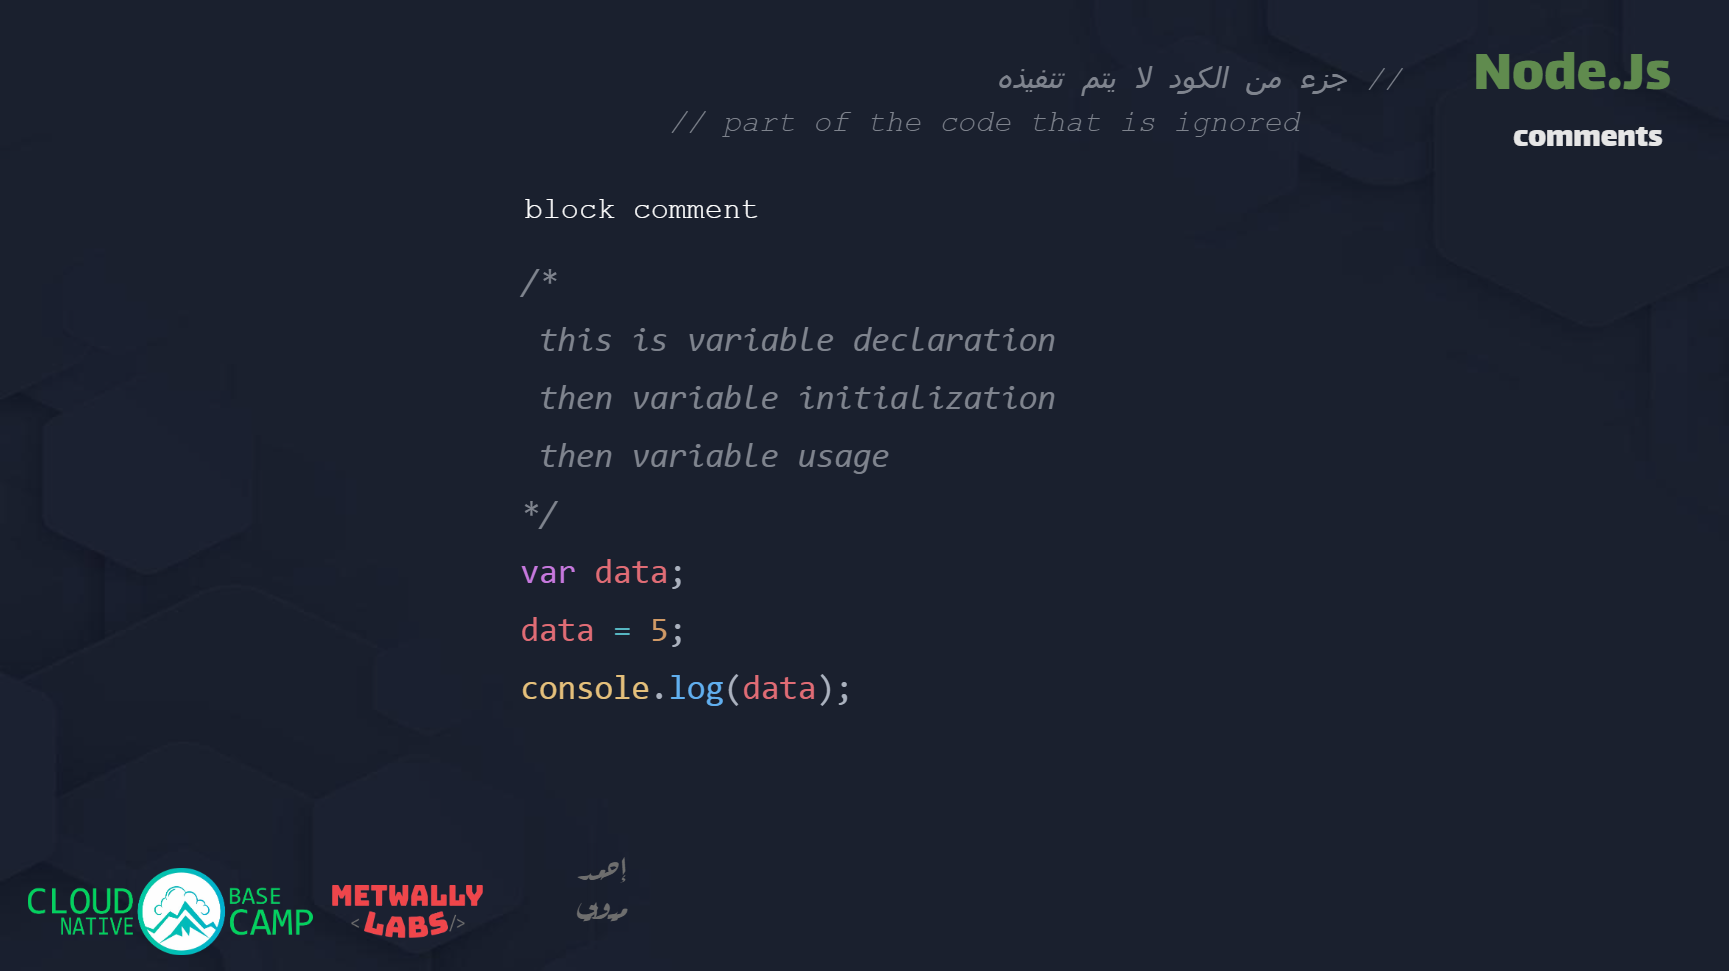 Node.Js
comments
// جزء من الكود لا يتم تنفيذه
// part of the code that is ignored
block comment
/*
this is variable declaration
then variable initialization
then variable usage
*/
var data;
data = 5;
console.log(data);
CLOUD NATIVE
BASE CAMP
METWALLY
<LABS/>